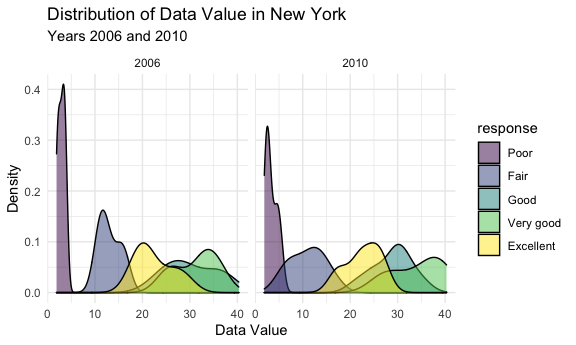 Distribution of Data Value in New York
Years 2006 and 2010
2006
2010
0.4
0.3
0.2
0.1
0.0
Density
0 10 20 30 40
0 10 20 30 40
Data Value
response
Poor
Fair
Good
Very good
Excellent